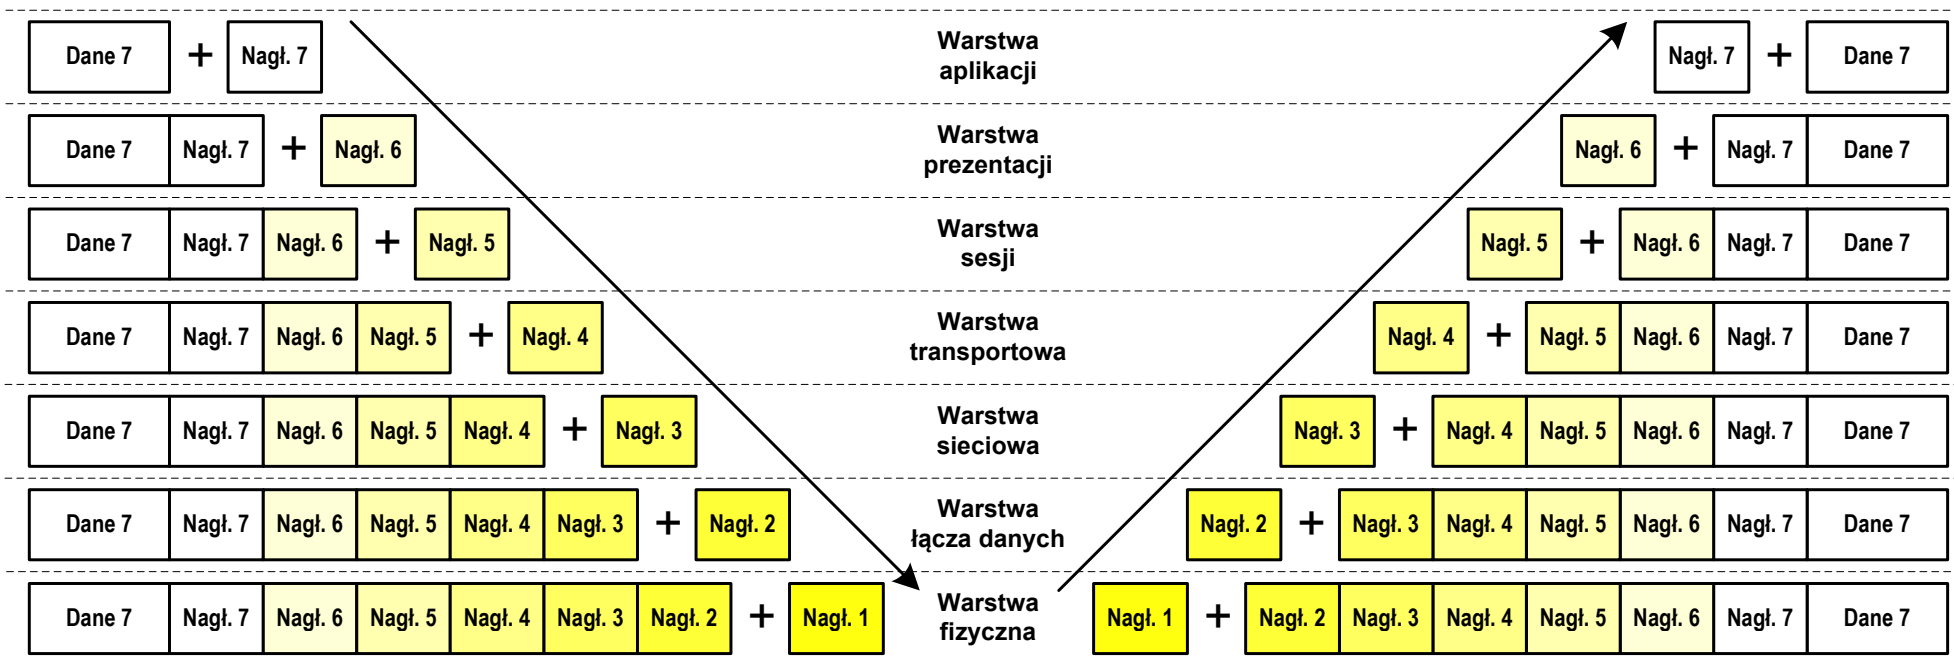 Dane 7 + Nagł. 7 Warstwa aplikacji Nagł. 7 + Dane 7
Dane 7 Nagł. 7 + Nagł. 6 Warstwa prezentacji Nagł. 6 + Nagł. 7 Dane 7
Dane 7 Nagł. 7 Nagł. 6 + Nagł. 5 Warstwa sesji Nagł. 5 + Nagł. 6 Nagł. 7 Dane 7
Dane 7 Nagł. 7 Nagł. 6 Nagł. 5 + Nagł. 4 Warstwa transportowa Nagł. 4 + Nagł. 5 Nagł. 6 Nagł. 7 Dane 7
Dane 7 Nagł. 7 Nagł. 6 Nagł. 5 Nagł. 4 + Nagł. 3 Warstwa sieciowa Nagł. 3 + Nagł. 4 Nagł. 5 Nagł. 6 Nagł. 7 Dane 7
Dane 7 Nagł. 7 Nagł. 6 Nagł. 5 Nagł. 4 Nagł. 3 + Nagł. 2 Warstwa łącza danych Nagł. 2 + Nagł. 3 Nagł. 4 Nagł. 5 Nagł. 6 Nagł. 7 Dane 7
Dane 7 Nagł. 7 Nagł. 6 Nagł. 5 Nagł. 4 Nagł. 3 Nagł. 2 + Nagł. 1 Warstwa fizyczna Nagł. 1 + Nagł. 2 Nagł. 3 Nagł. 4 Nagł. 5 Nagł. 6 Nagł. 7 Dane 7